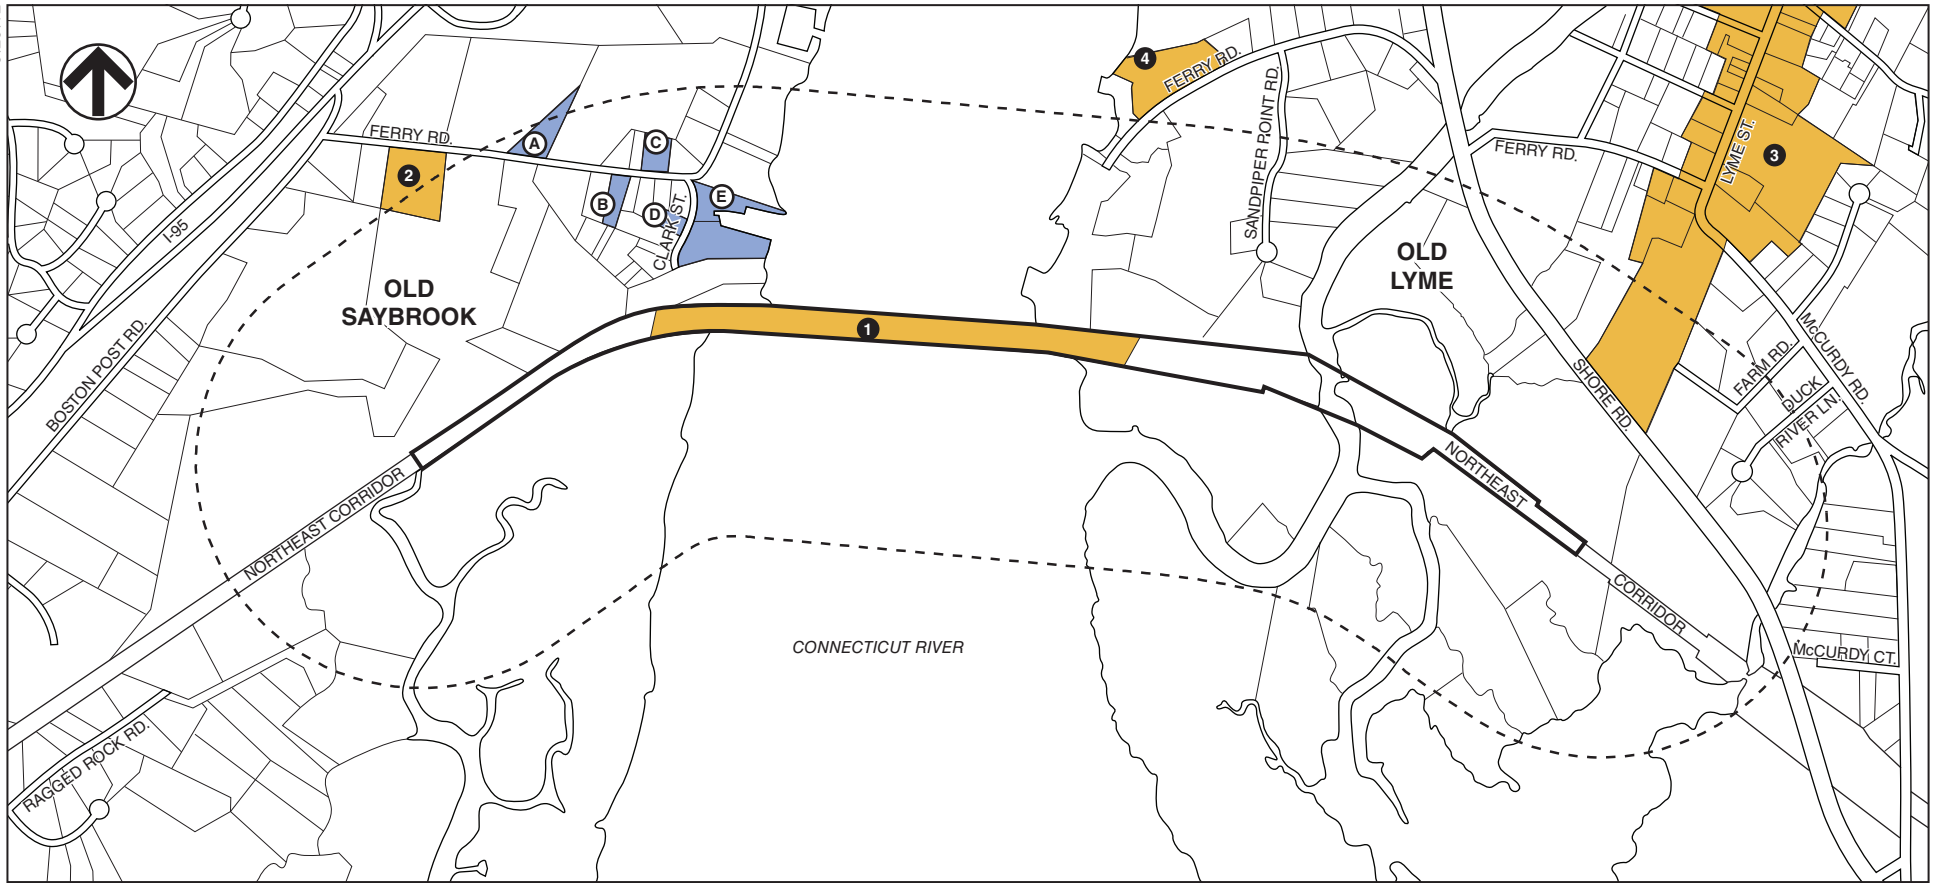 4
FERRY RD.
SANDPIPER POINT RD.
FERRY RD.
A
C
2
B
D
E
CLARK ST.
I-95
FERRY RD.
LYME ST.
3
OLD
SAYBROOK
OLD
LYME
1
BOSTON POST RD.
McCURDY RD.
FARM RD.
DUCK
RIVER LN.
SHORE RD.
NORTHEAST CORRIDOR
NORTHEAST
CORRIDOR
CONNECTICUT RIVER
McCURDY CT.
RAGGED ROCK RD.